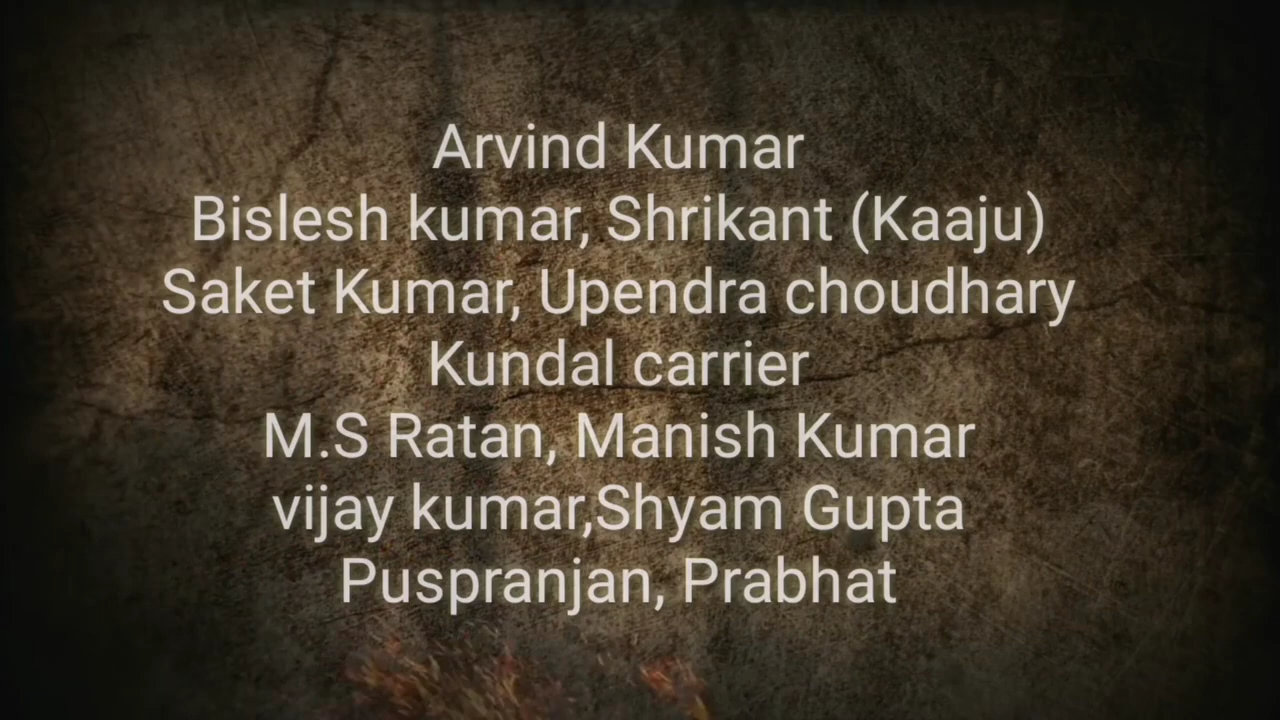 Arvind Kumar
Bislesh kumar, Shrikant (Kaaju)
Saket Kumar, Upendra choudhary
Kundal carrier
M.S Ratan, Manish Kumar
vijay kumar,Shyam Gupta
Puspranjan, Prabhat